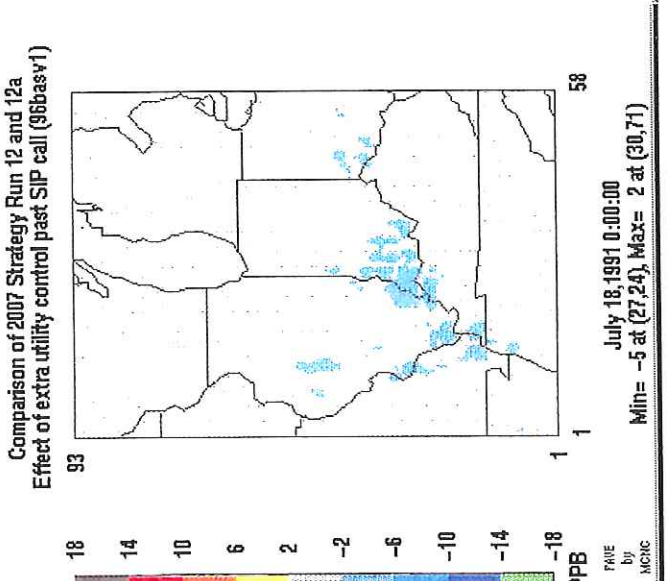 Comparison of 2007 Strategy Run 12 and 12a
Effect of extra utility control past SIP call (96basv1)
18
14
10
6
2
-2
-6
-10
-14
-18
PPB
93
1
1
58
PAVE
by
MCNC
July 18,1991 0:00:00
Min= -5 at (27,24), Max= 2 at (30,71)